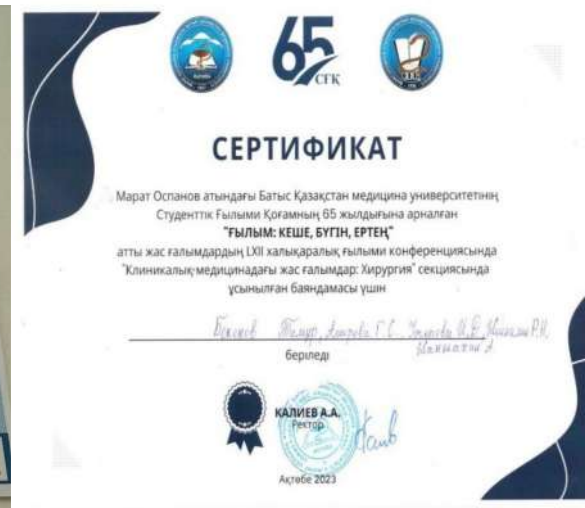 65
СҒҚ
СЕРТИФИКАТ
Марат Оспанов атындағы Батыс Қазақстан медицина университетінің
Студенттік Ғылыми Қоғамның 65 жылдығына арналған
"ҒЫЛЫМ: КЕШЕ, БҮГІН, ЕРТЕҢ"
атты жас ғалымдардың LXII халықаралық ғылыми конференциясында
"Клиникалық медицинадағы жас ғалымдар: Хирургия" секциясында
ұсынылған баяндамасы үшін
Г.С.
беріледі
КАЛИЕВ А.А.
Ректор
Ақтөбе 2023